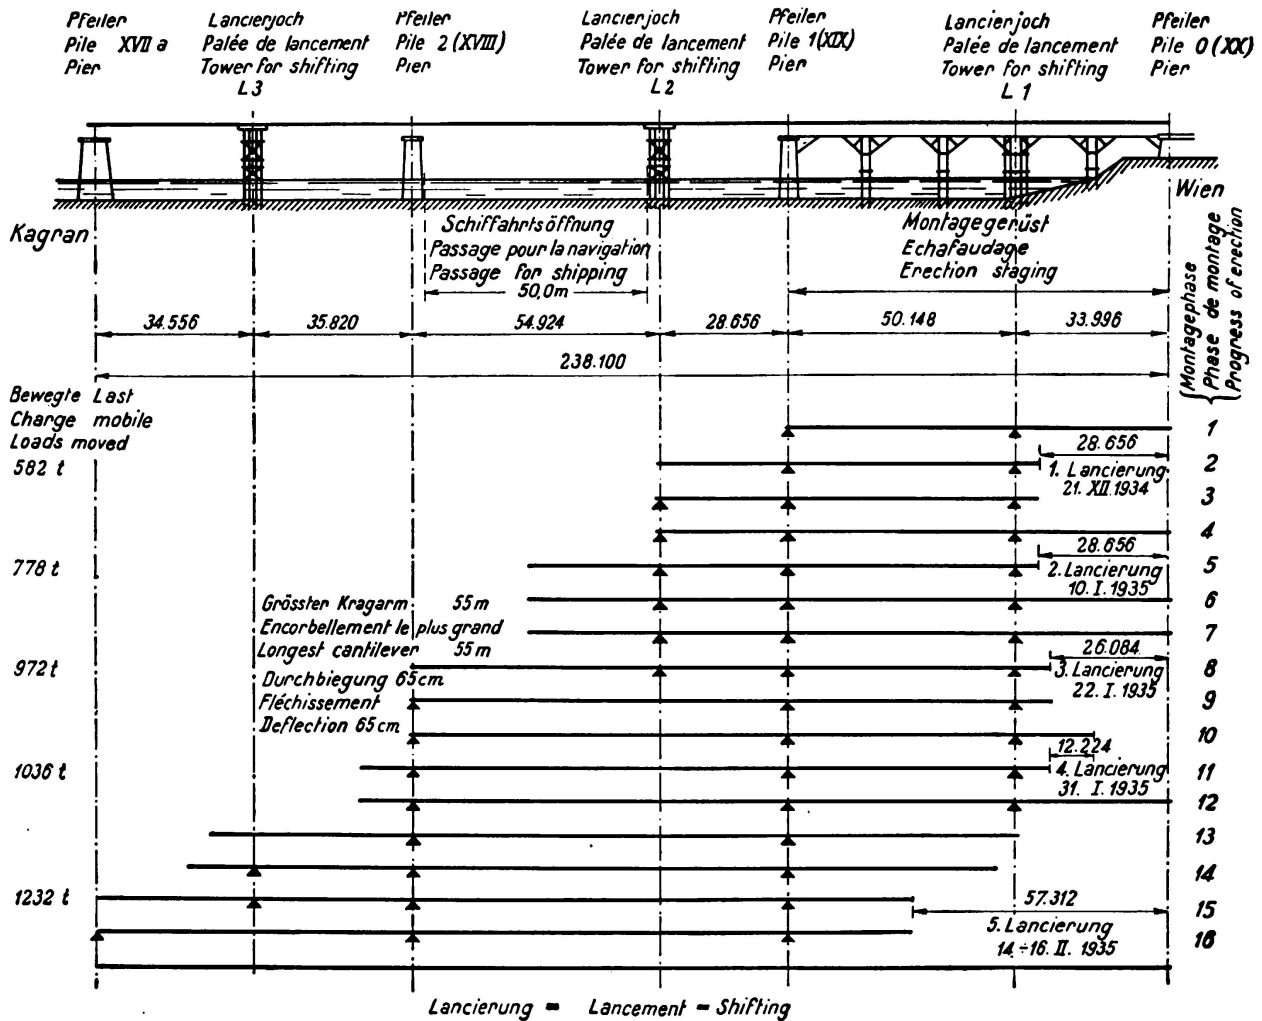 Pfeiler
Pile XVII a
Pier
Lancierjoch
Palée de lancement
Tower for shifting
L 3
Pfeiler
Pile 2 (XVIII)
Pier
Lancierjoch
Palée de lancement
Tower for shifting
L 2
Pfeiler
Pile 1 (XIX)
Pier
Lancierjoch
Palée de lancement
Tower for shifting
L 1
Pfeiler
Pile 0 (XX)
Pier
Kagran
Wien
Schiffahrtsöffnung
Passage pour la navigation
Passage for shipping
50,0m
Montagegerüst
Echafaudage
Erection staging
34.556 35.820 54.924 28.656 50.148 33.996
238.100
Montagephase
Phase de montage
Progress of erection
Bewegte Last
Charge mobile
Loads moved
1
28.656
582 t
2
1. Lancierung
21. XII. 1934
3
4
28.656
778 t
5
2. Lancierung
10. I. 1935
Grösster Kragarm 55 m
6
Encorbellement le plus grand
7
Longest cantilever 55 m
26.084
972 t
8
3. Lancierung
22. I. 1935
Durchbiegung 65 cm
Fléchissement
9
Deflection 65 cm
10
12.224
1036 t
11
4. Lancierung
31. I. 1935
12
13
14
1232 t
57.312
15
5. Lancierung
14 ÷ 16. II. 1935
16
Lancierung = Lancement = Shifting